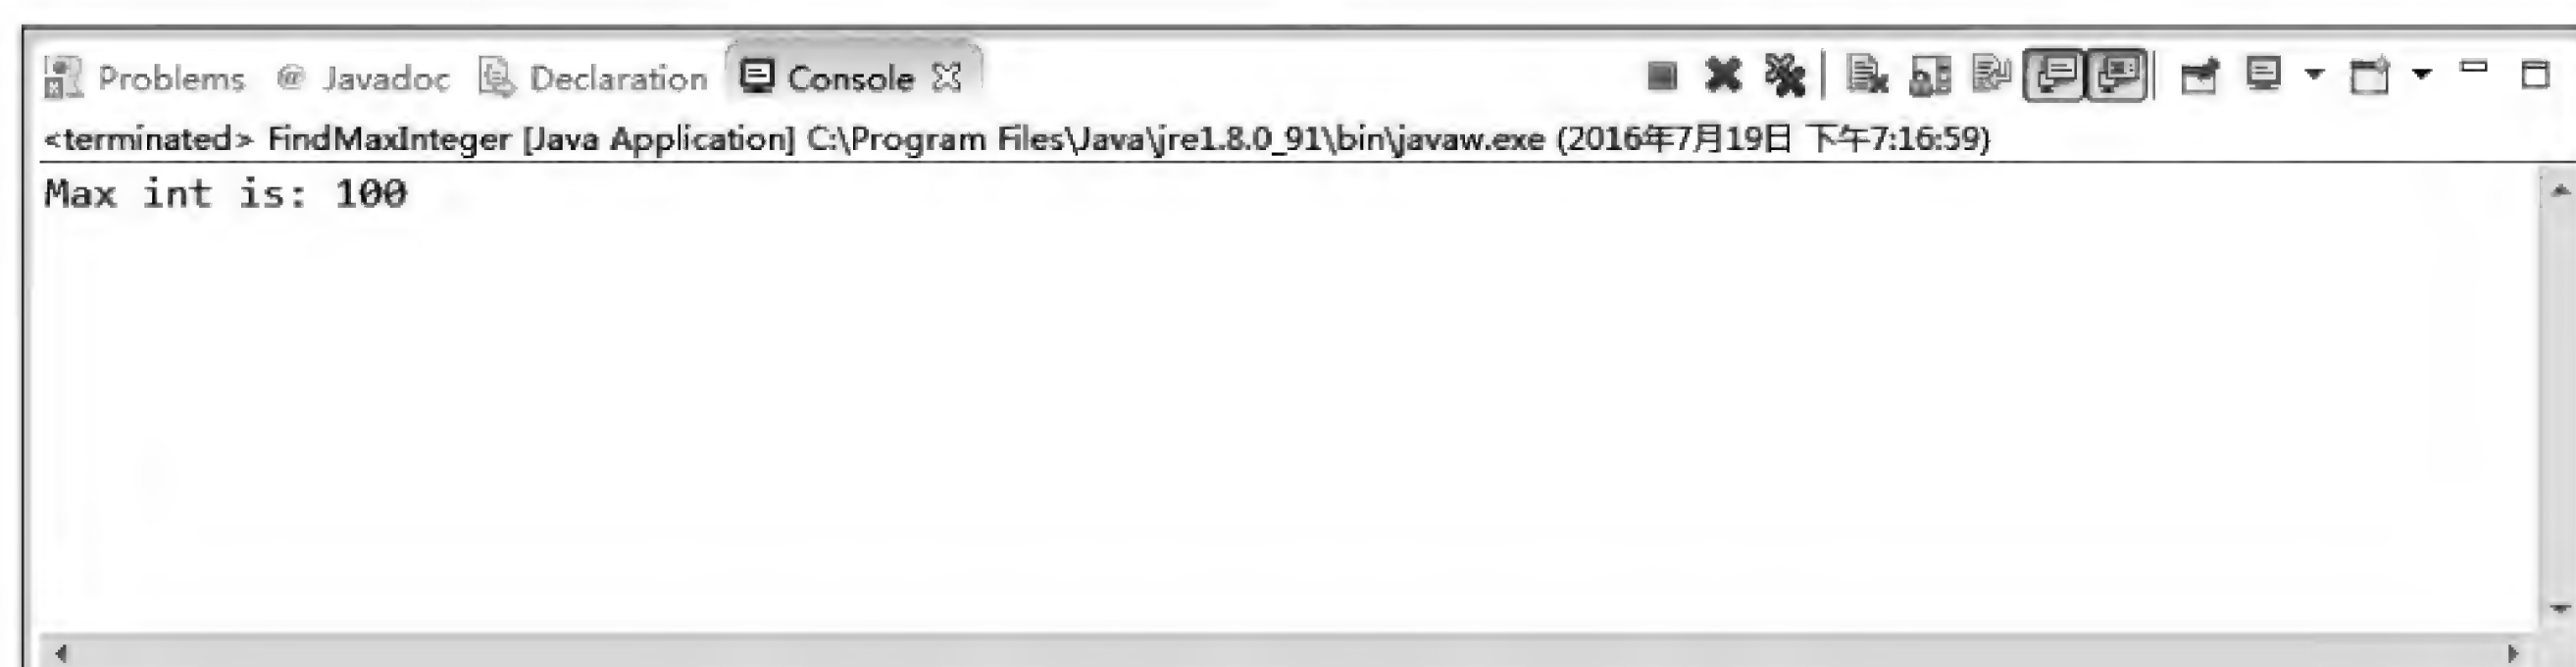 Problems @ Javadoc Declaration Console
<terminated> FindMaxInteger [Java Application] C:\Program Files\Java\jre1.8.0_91\bin\javaw.exe (2016年7月19日 下午7:16:59)
Max int is: 100